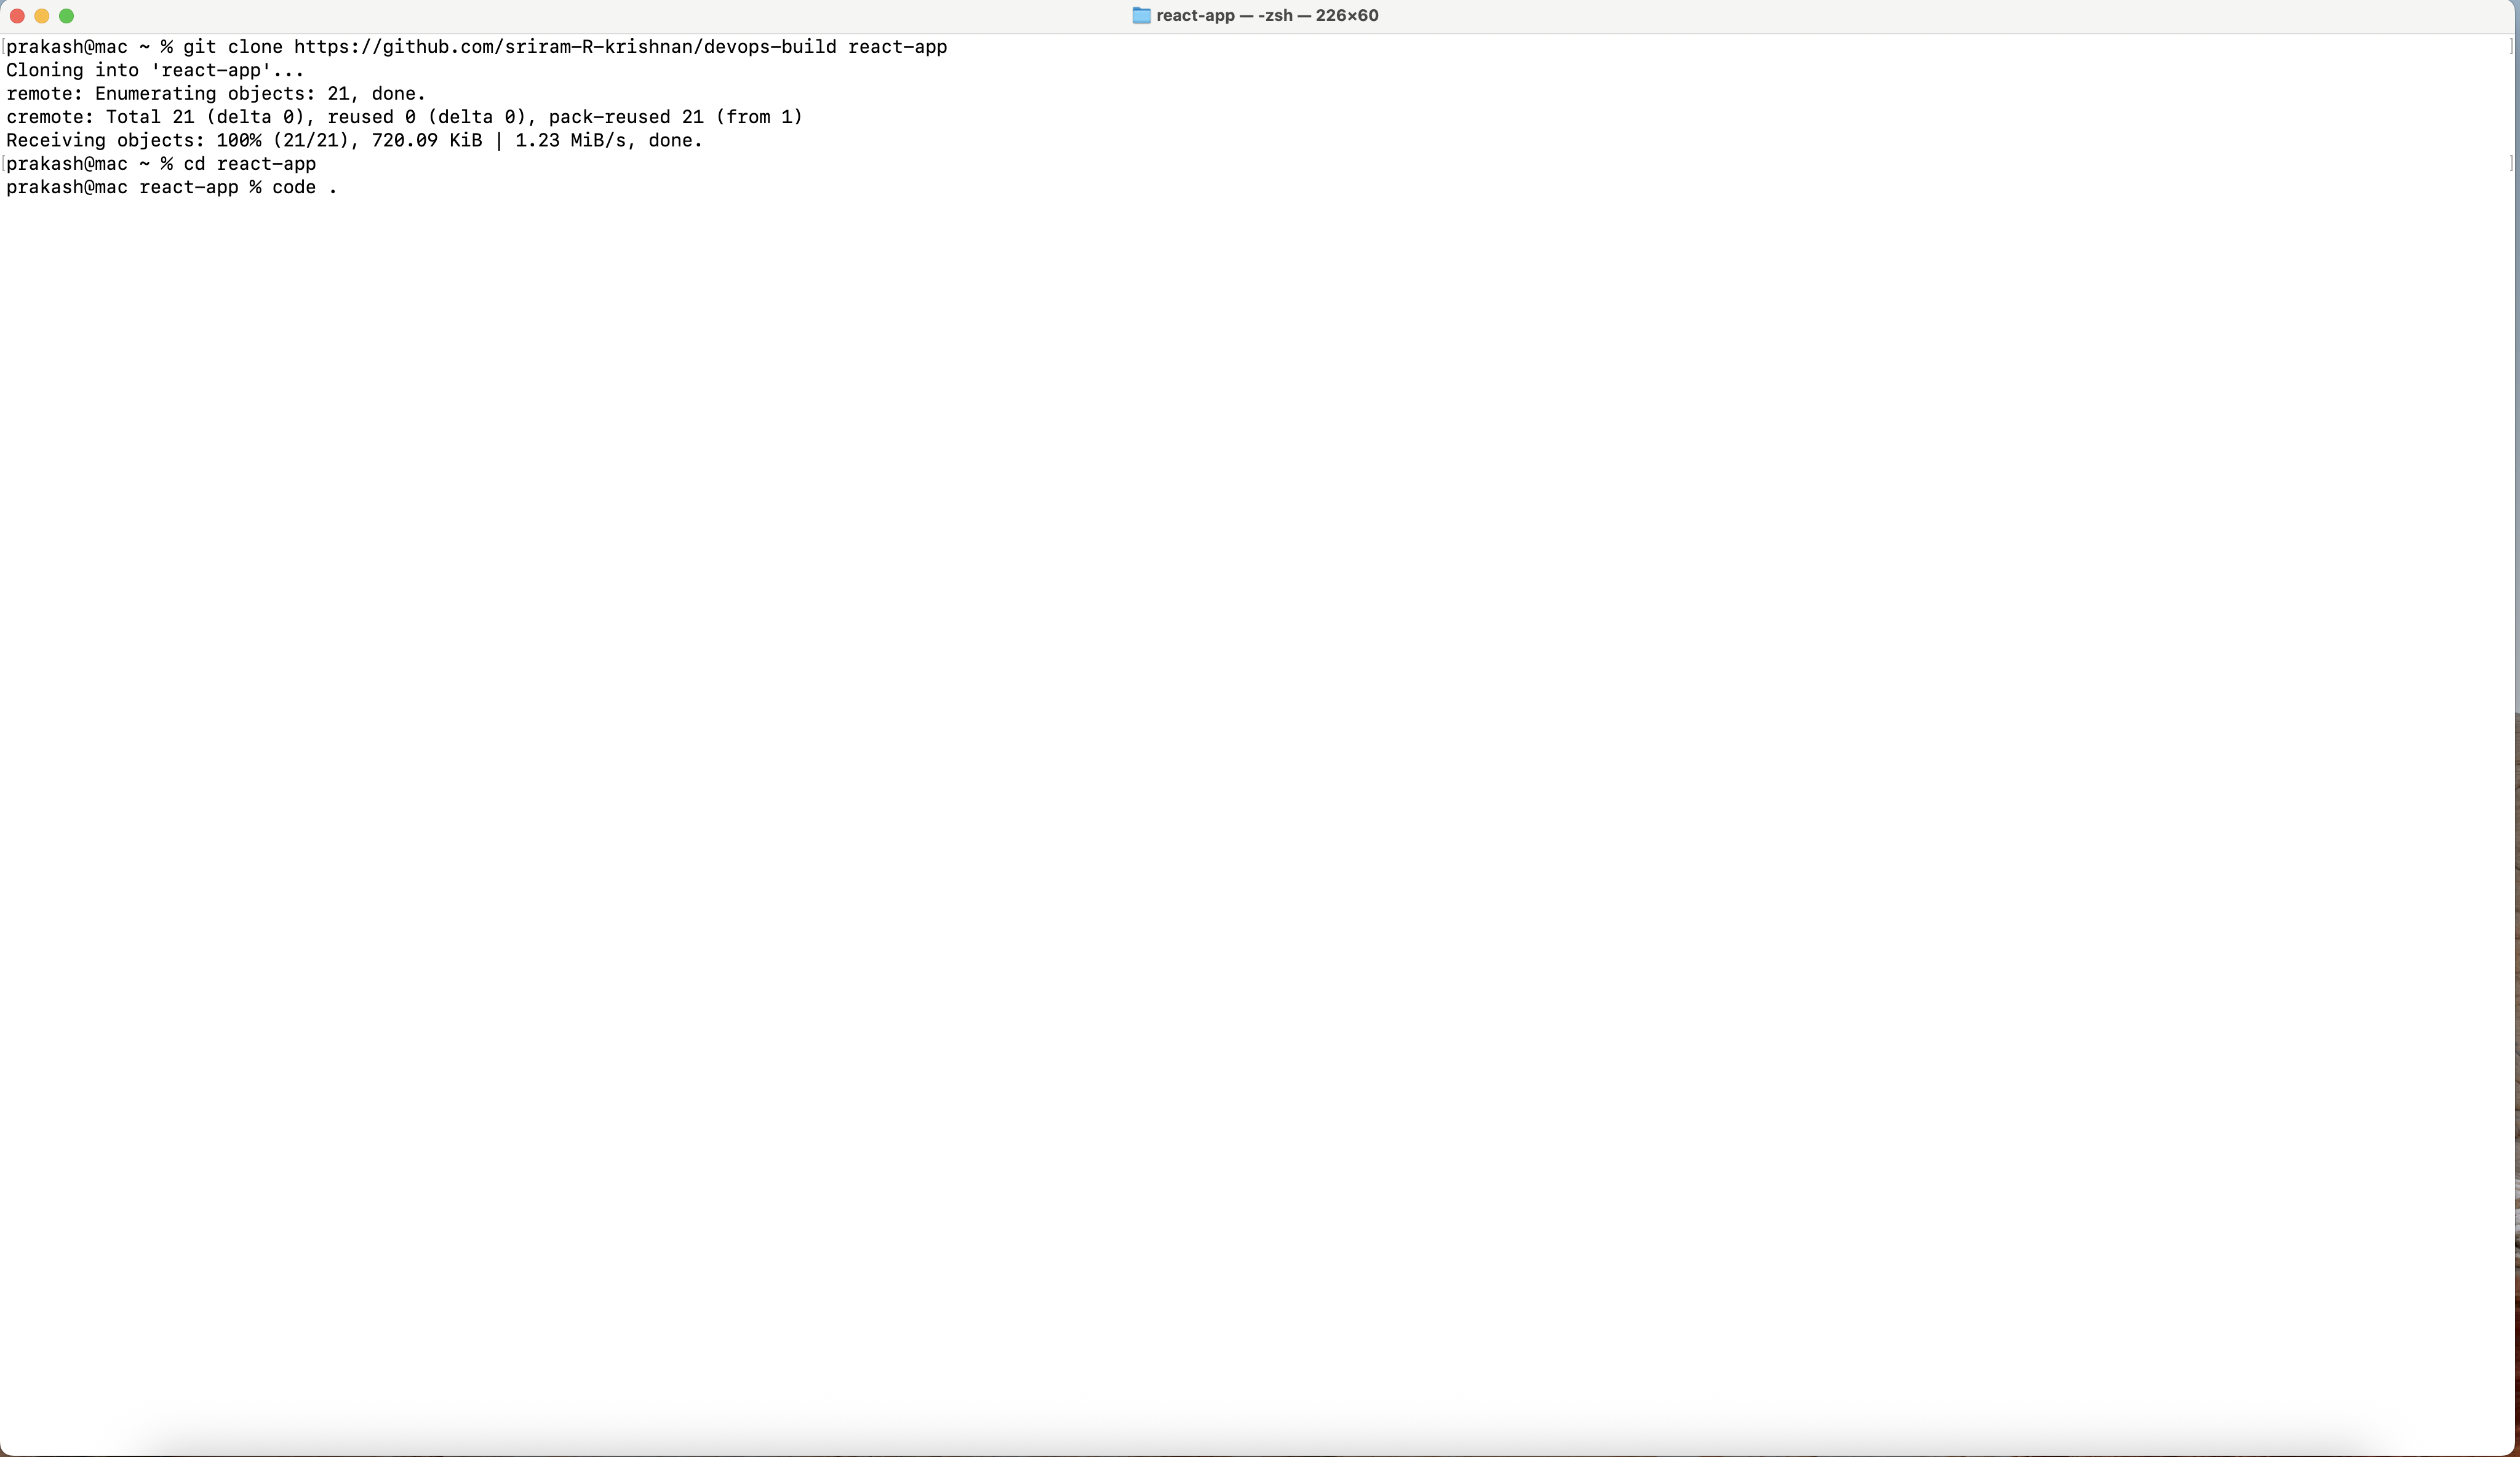 react-app — -zsh — 226×60
[prakash@mac ~ % git clone https://github.com/sriram-R-krishnan/devops-build react-app ]
Cloning into 'react-app'...
remote: Enumerating objects: 21, done.
cremote: Total 21 (delta 0), reused 0 (delta 0), pack-reused 21 (from 1)
Receiving objects: 100% (21/21), 720.09 KiB | 1.23 MiB/s, done.
[prakash@mac ~ % cd react-app ]
prakash@mac react-app % code .